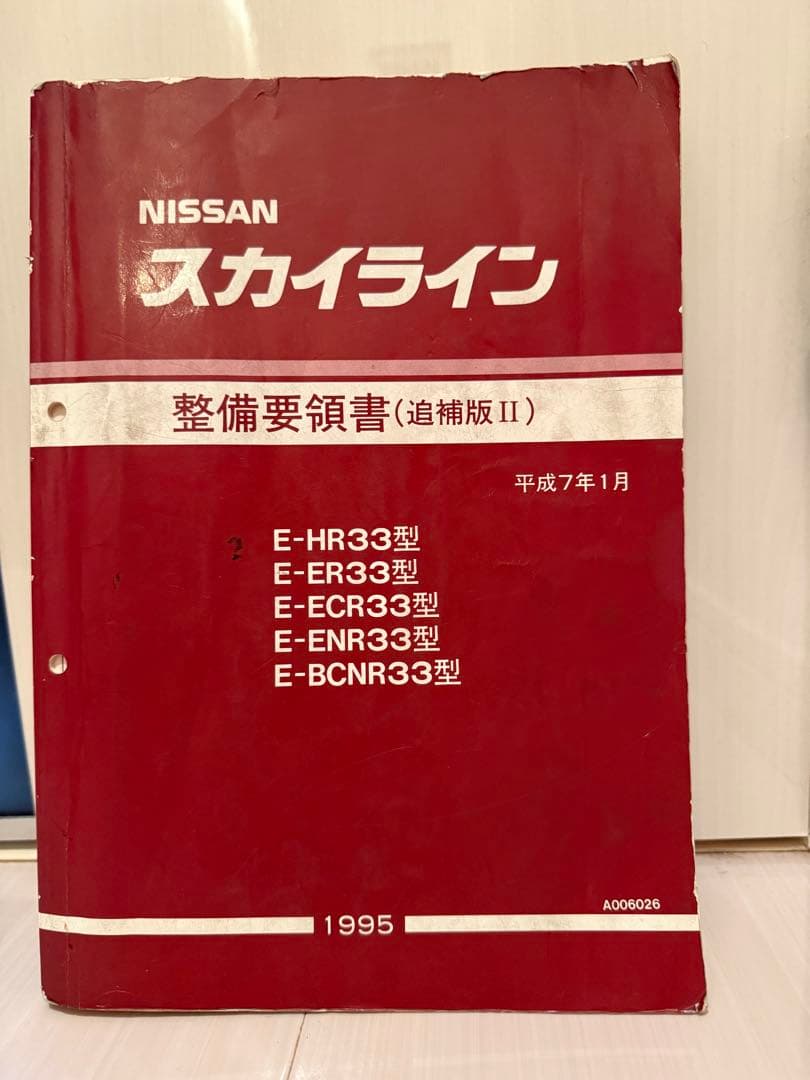 NISSAN
スカイライン
整備要領書(追補版II)
平成7年1月
E-HR33型
E-ER33型
E-ECR33型
E-ENR33型
E-BCNR33型
A006026
1995